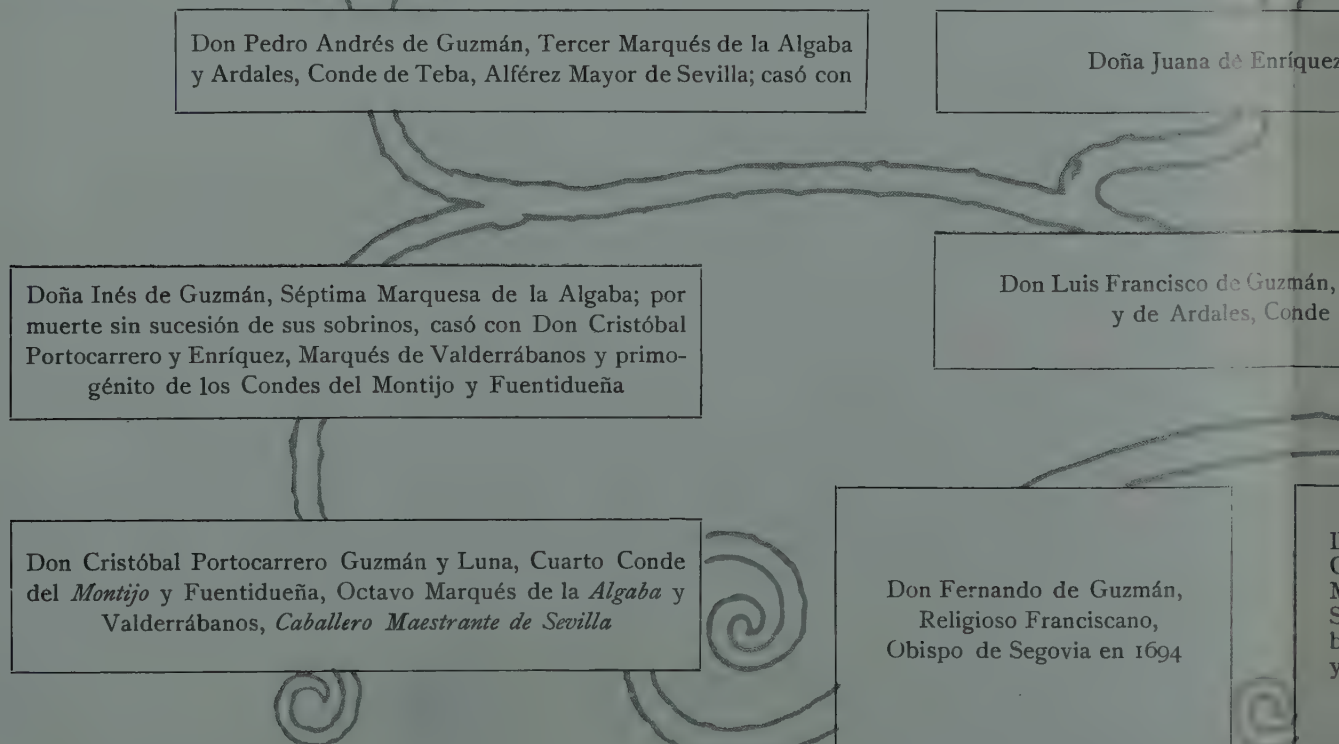 Don Pedro Andrés de Guzmán, Tercer Marqués de la Algaba
y Ardales, Conde de Teba, Alférez Mayor de Sevilla; casó con
Doña Juana de Enríquez
Doña Inés de Guzmán, Séptima Marquesa de la Algaba; por
muerte sin sucesión de sus sobrinos, casó con Don Cristóbal
Portocarrero y Enríquez, Marqués de Valderrábanos y primo-
génito de los Condes del Montijo y Fuentidueña
Don Luis Francisco de Guzmán,
y de Ardales, Conde
Don Cristóbal Portocarrero Guzmán y Luna, Cuarto Conde
del Montijo y Fuentidueña, Octavo Marqués de la Algaba y
Valderrábanos, Caballero Maestrante de Sevilla
Don Fernando de Guzmán,
Religioso Franciscano,
Obispo de Segovia en 1694